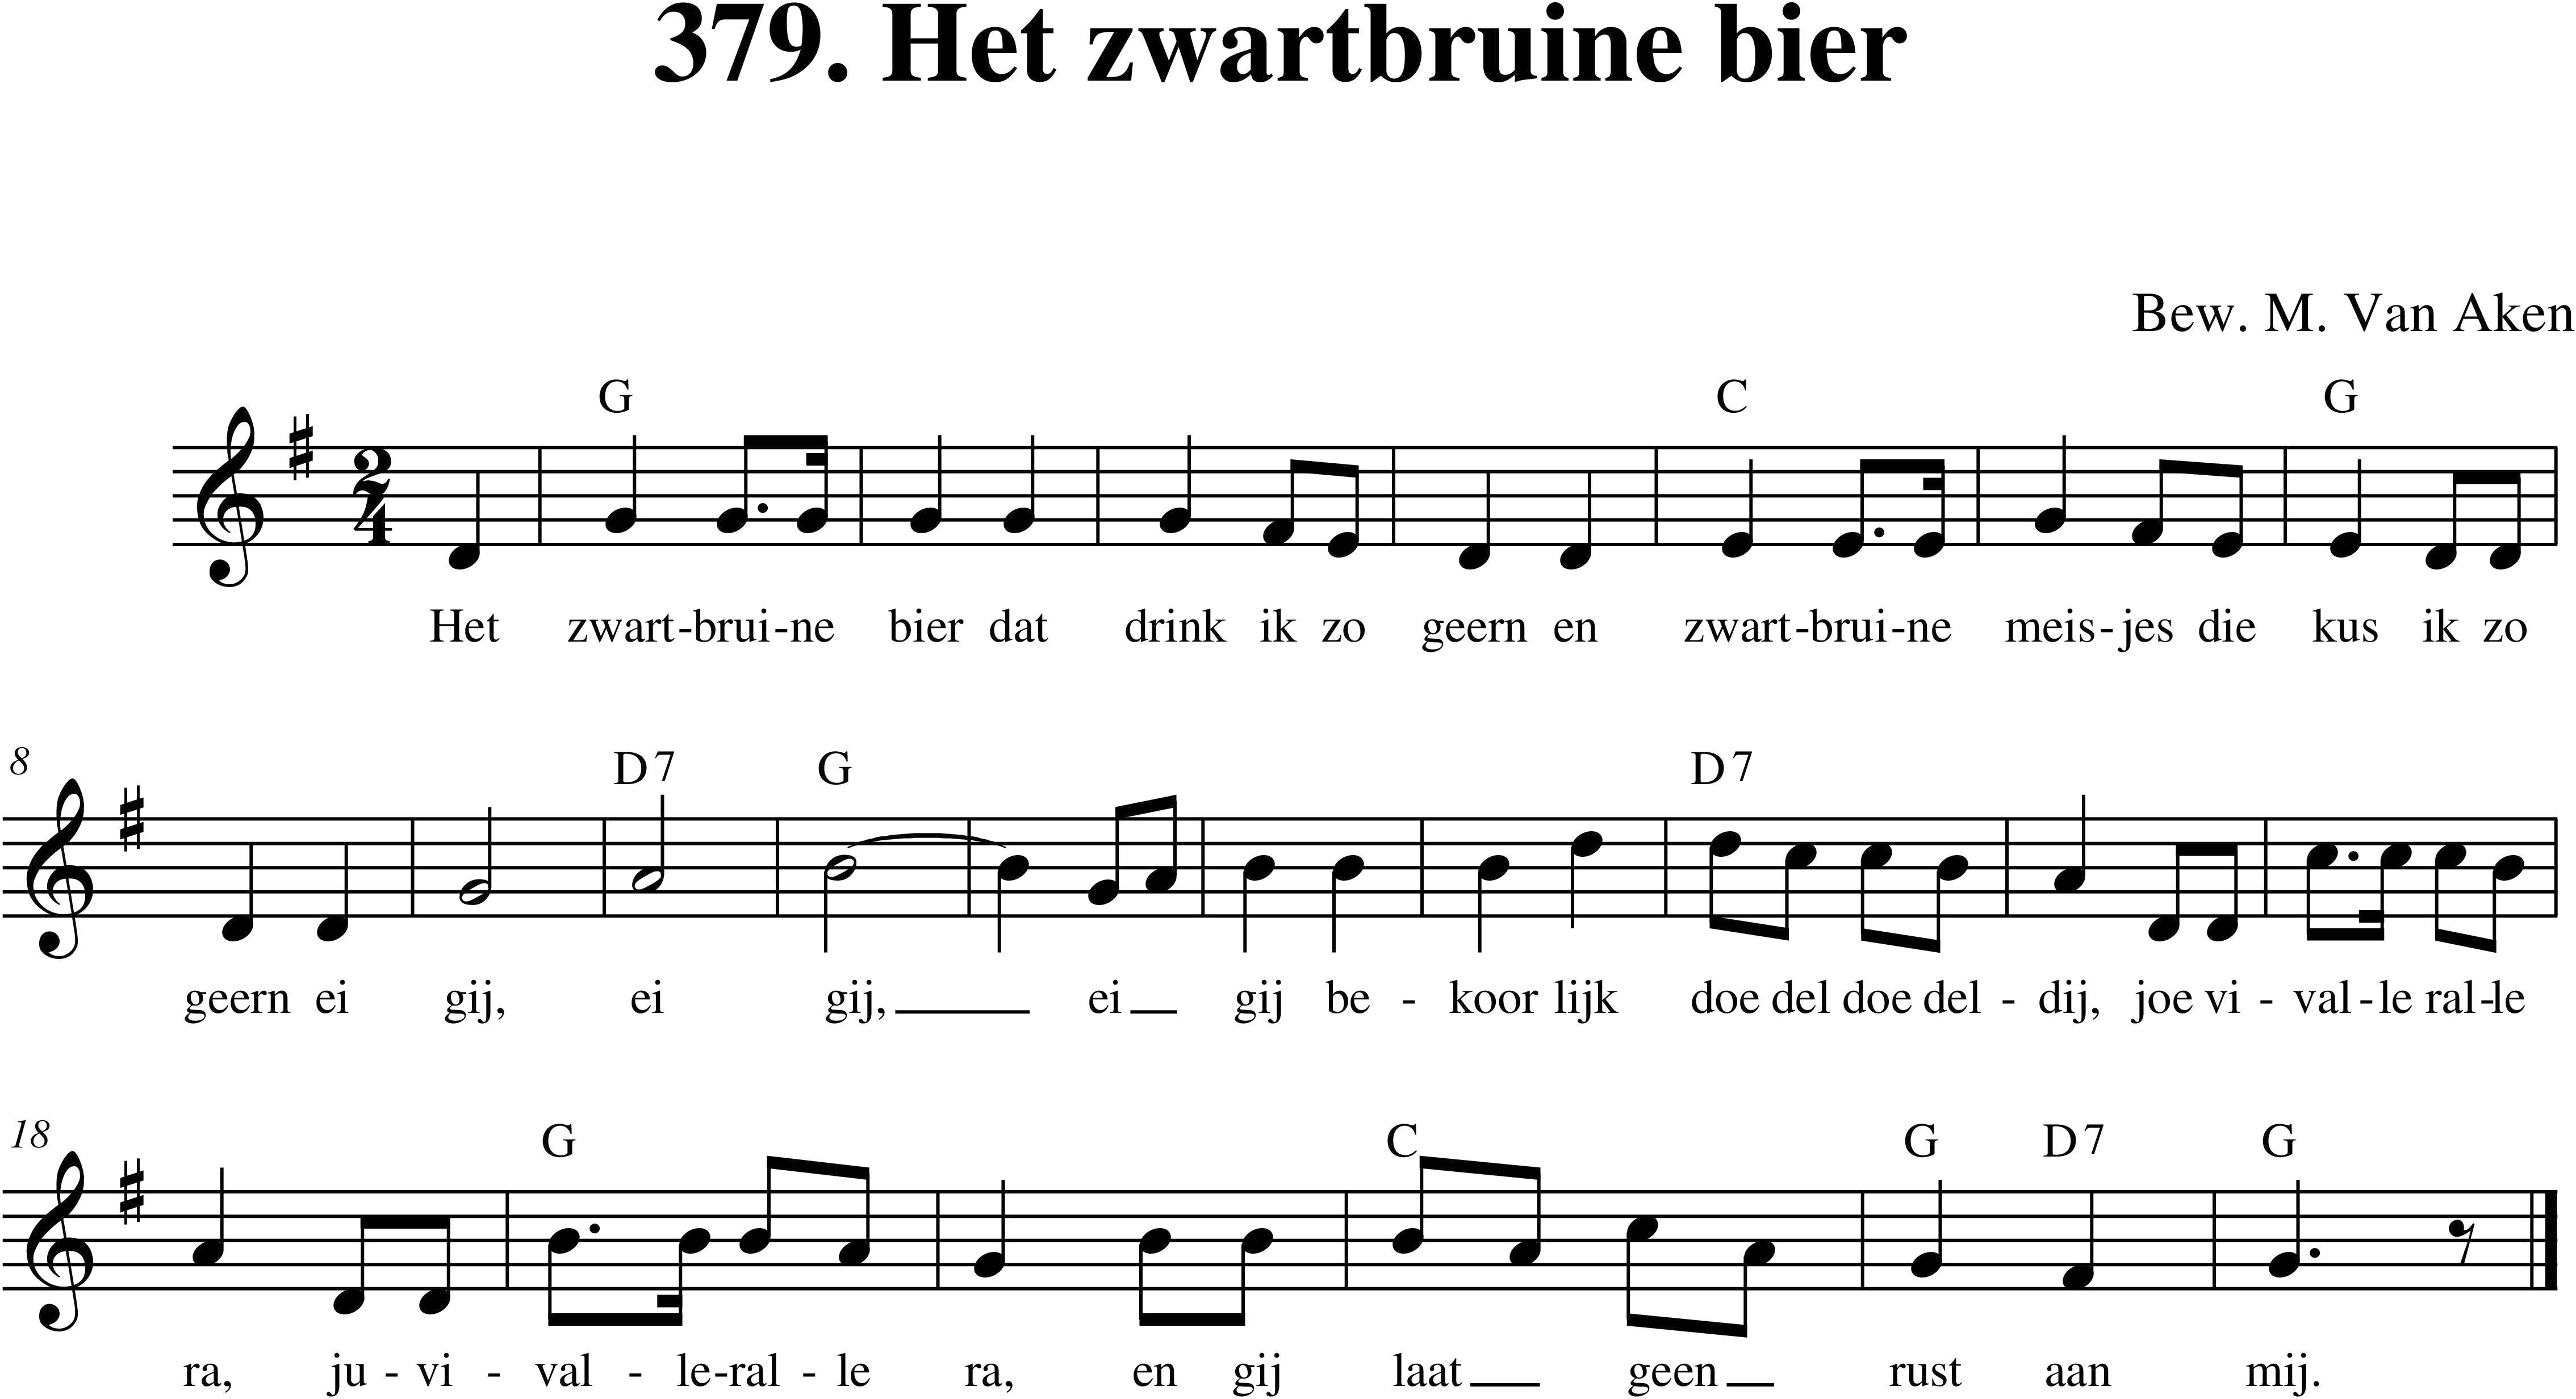 379. Het zwartbruine bier
Bew. M. Van Aken
G C G
2
4
Het zwart-brui-ne bier dat drink ik zo geern en zwart-brui-ne meis-jes die kus ik zo
8 D7 G D7
geern ei gij, ei gij, ei gij be - koor lijk doe del doe del - dij, joe vi - val-le ral-le
18 G C G D7 G
ra, ju - vi - val - le-ral - le ra, en gij laat geen rust aan mij.